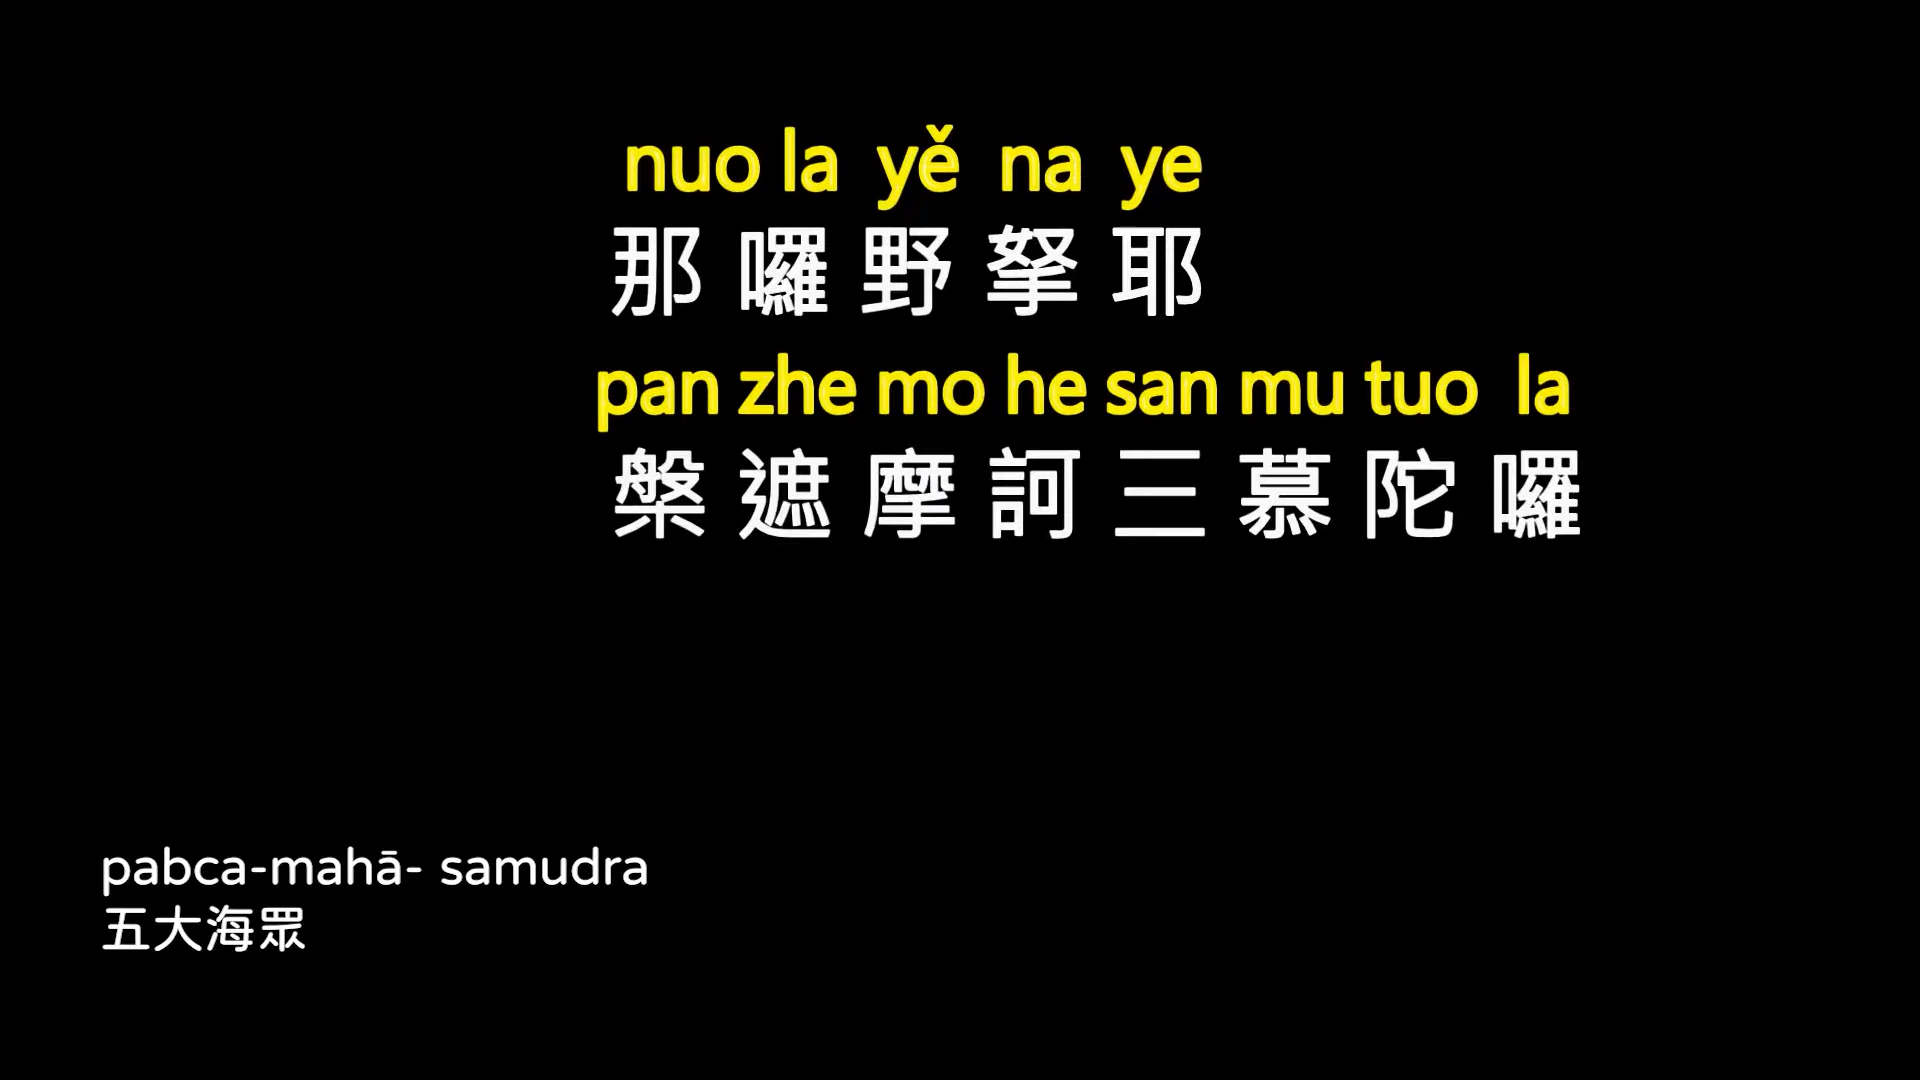 nuo la yě na ye
那囉野拏耶
pan zhe mo he san mu tuo la
槃遮摩訶三慕陀囉
pabca-mahā- samudra
五大海眾